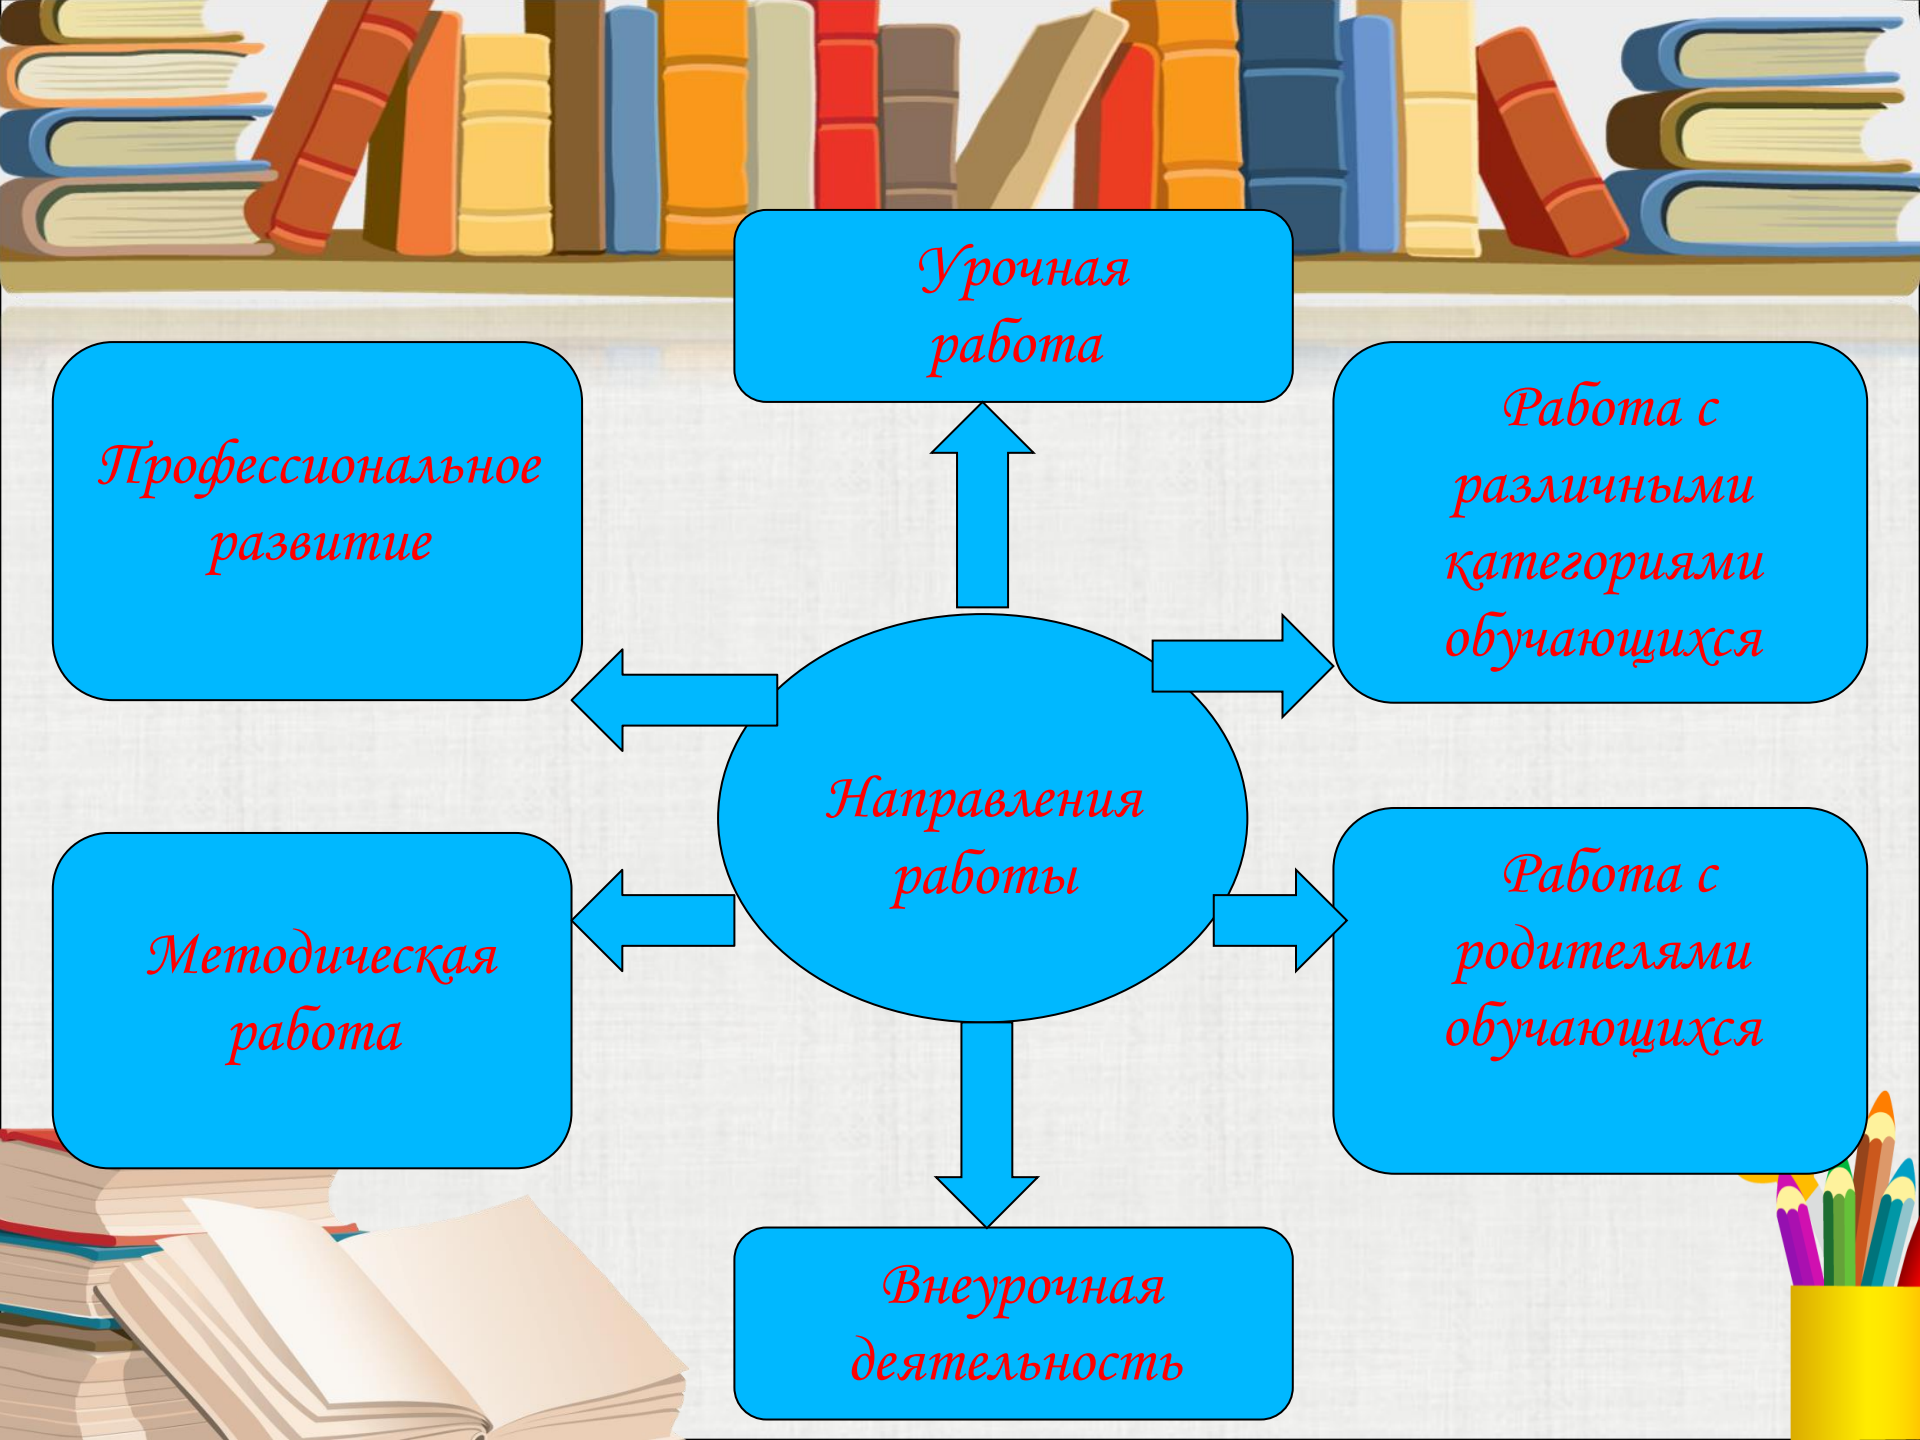 Урочная
работа
Профессиональное
развитие
Работа с
различными
категориями
обучающихся
Направления
работы
Методическая
работа
Работа с
родителями
обучающихся
Внеурочная
деятельность